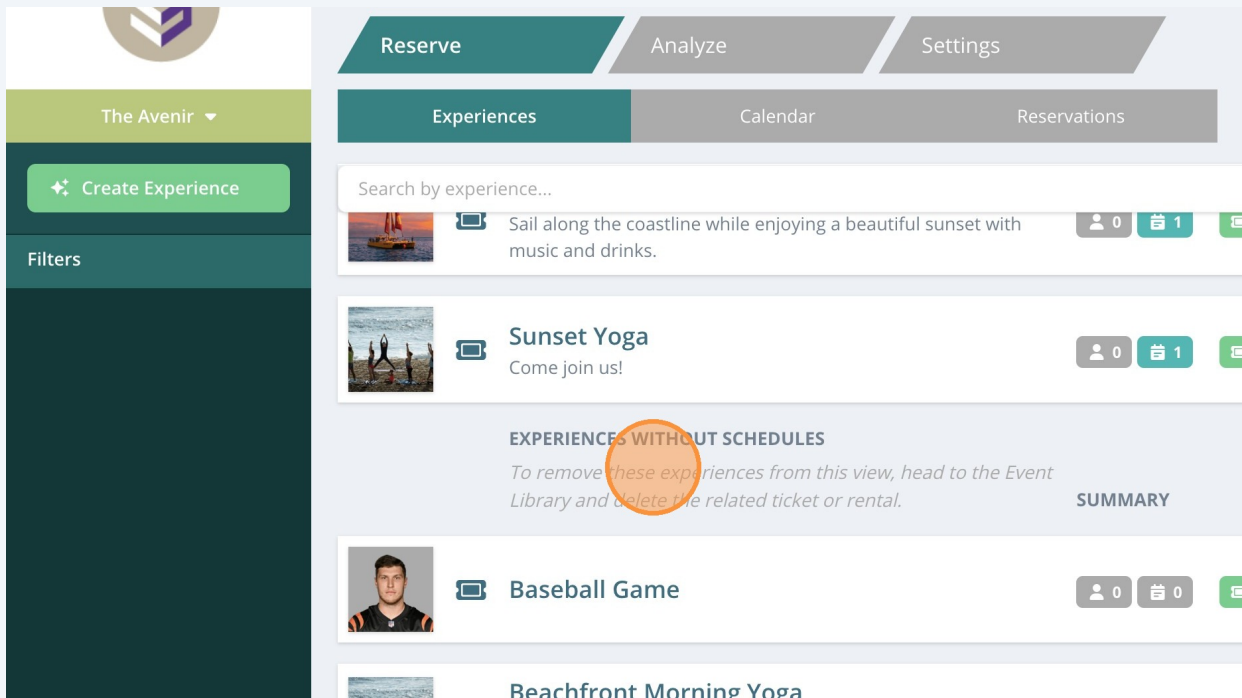 Reserve
Analyze
Settings
The Avenir
Experiences
Calendar
Reservations
Create Experience
Search by experience...
Filters
Sail along the coastline while enjoying a beautiful sunset with
music and drinks.
0
1
Sunset Yoga
Come join us!
0
1
EXPERIENCES WITHOUT SCHEDULES
To remove these experiences from this view, head to the Event
Library and delete the related ticket or rental.
SUMMARY
Baseball Game
0
0
Beachfront Morning Yoga